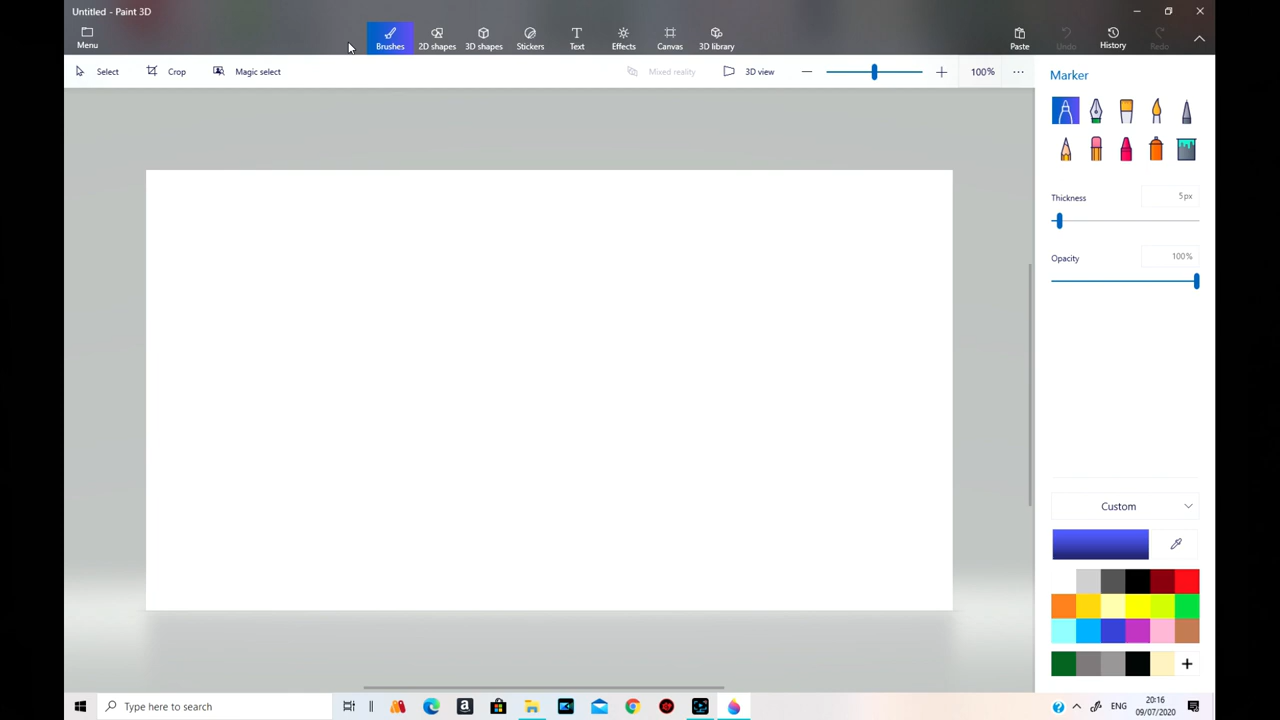 Untitled - Paint 3D
Menu
Brushes 2D shapes 3D shapes Stickers Text Effects Canvas 3D library
Paste Undo History Redo
Select Crop Magic select Mixed reality 3D view 100%
Marker
Thickness 5px
Opacity 100%
Custom
Type here to search
ENG
20:16
09/07/2020